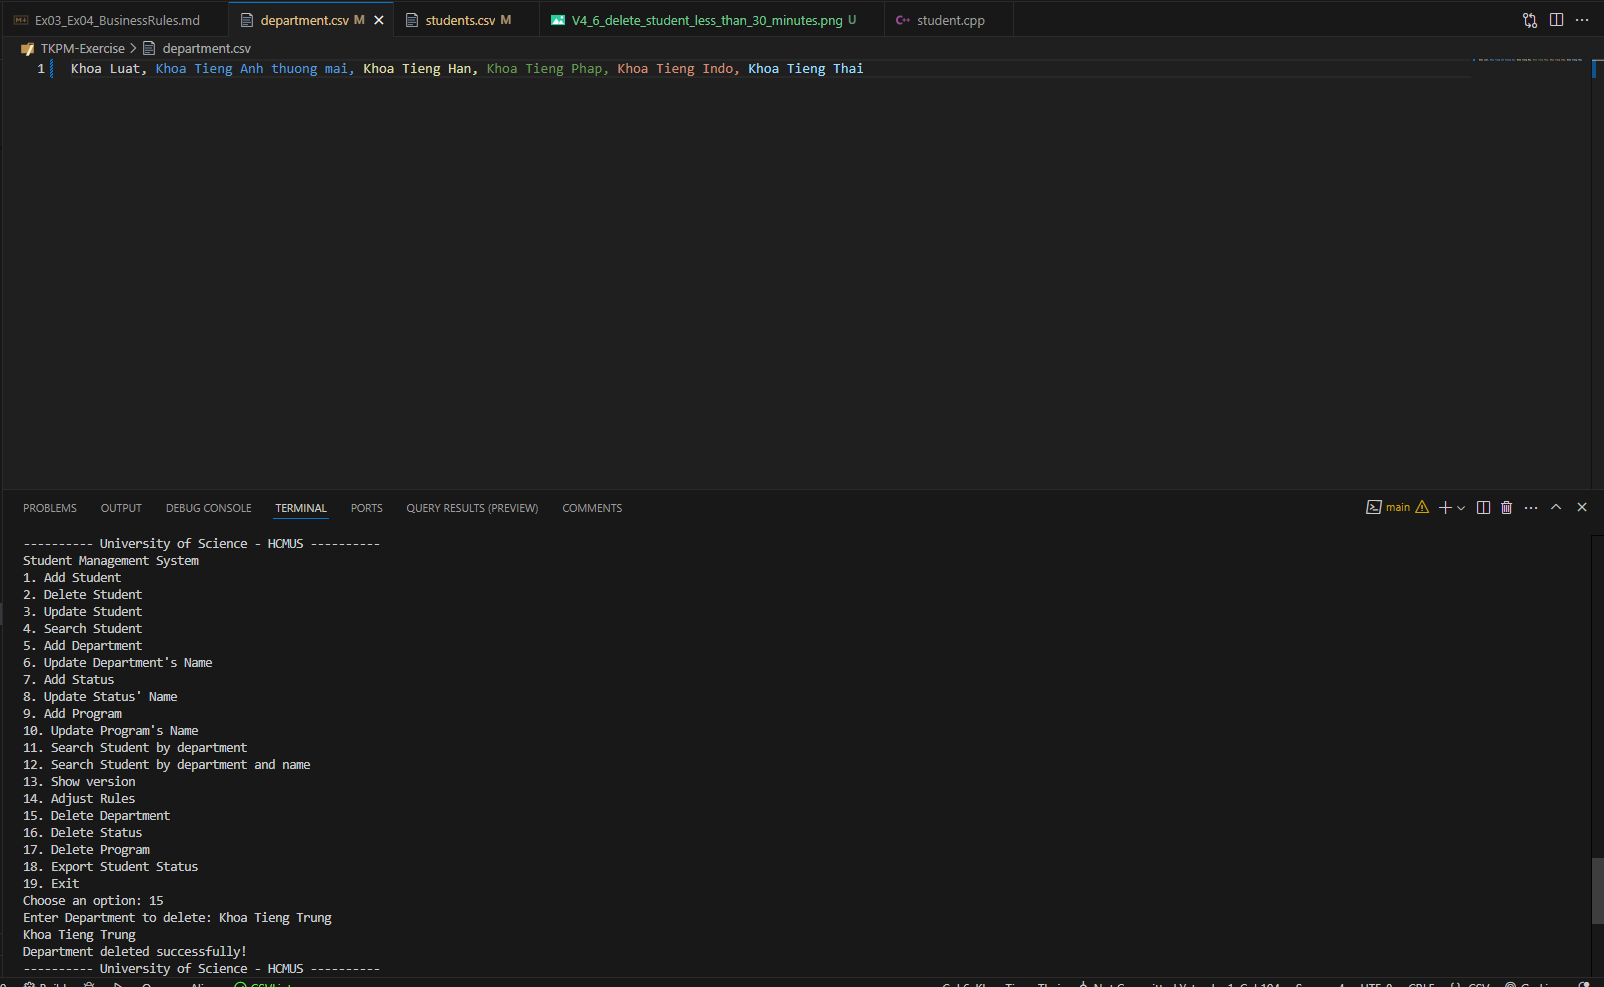 Ex03_Ex04_BusinessRules.md department.csv M students.csv M V4_6_delete_student_less_than_30_minutes.png U student.cpp
TKPM-Exercise > department.csv
1 Khoa Luat, Khoa Tieng Anh thuong mai, Khoa Tieng Han, Khoa Tieng Phap, Khoa Tieng Indo, Khoa Tieng Thai
PROBLEMS OUTPUT DEBUG CONSOLE TERMINAL PORTS QUERY RESULTS (PREVIEW) COMMENTS main
---------- University of Science - HCMUS ----------
Student Management System
1. Add Student
2. Delete Student
3. Update Student
4. Search Student
5. Add Department
6. Update Department's Name
7. Add Status
8. Update Status' Name
9. Add Program
10. Update Program's Name
11. Search Student by department
12. Search Student by department and name
13. Show version
14. Adjust Rules
15. Delete Department
16. Delete Status
17. Delete Program
18. Export Student Status
19. Exit
Choose an option: 15
Enter Department to delete: Khoa Tieng Trung
Khoa Tieng Trung
Department deleted successfully!
---------- University of Science - HCMUS ----------